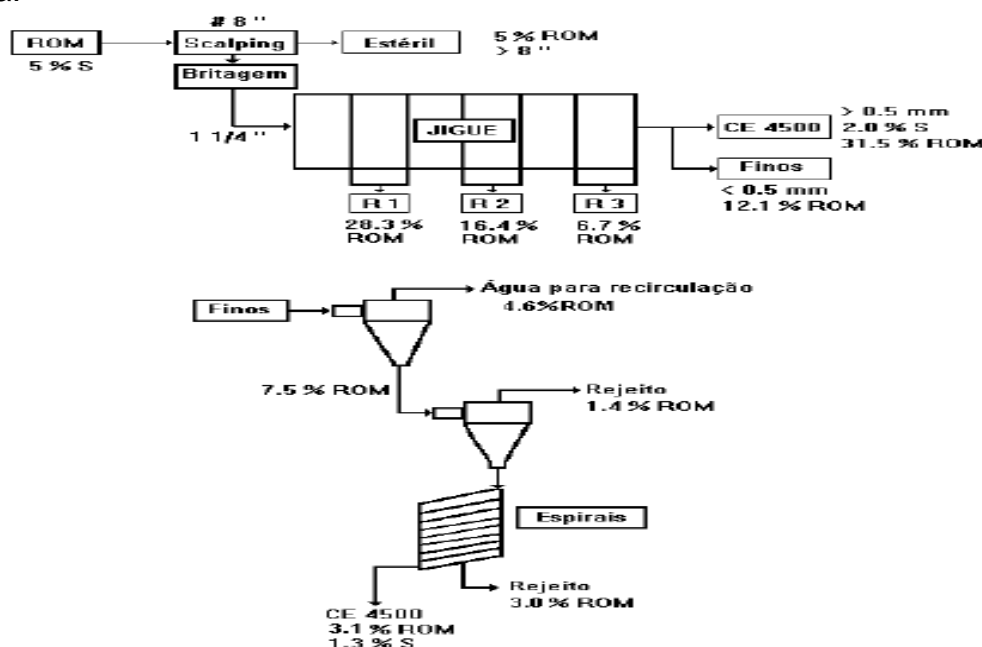 # 8 "
ROM
Scalping
Estéril
5 % ROM
> 8 "
5 % S
Britagem
1 1/4 "
JIGUE
CE 4500
> 0.5 mm
2.0 % S
31.5 % ROM
Finos
< 0.5 mm
12.1 % ROM
R 1
R 2
R 3
28.3 %
ROM
16.4 %
ROM
6.7 %
ROM
Finos
Água para recirculação
4.6%ROM
7.5 % ROM
Rejeito
1.4 % ROM
Espirais
Rejeito
3.0 % ROM
CE 4500
3.1 % ROM
1.3 % S